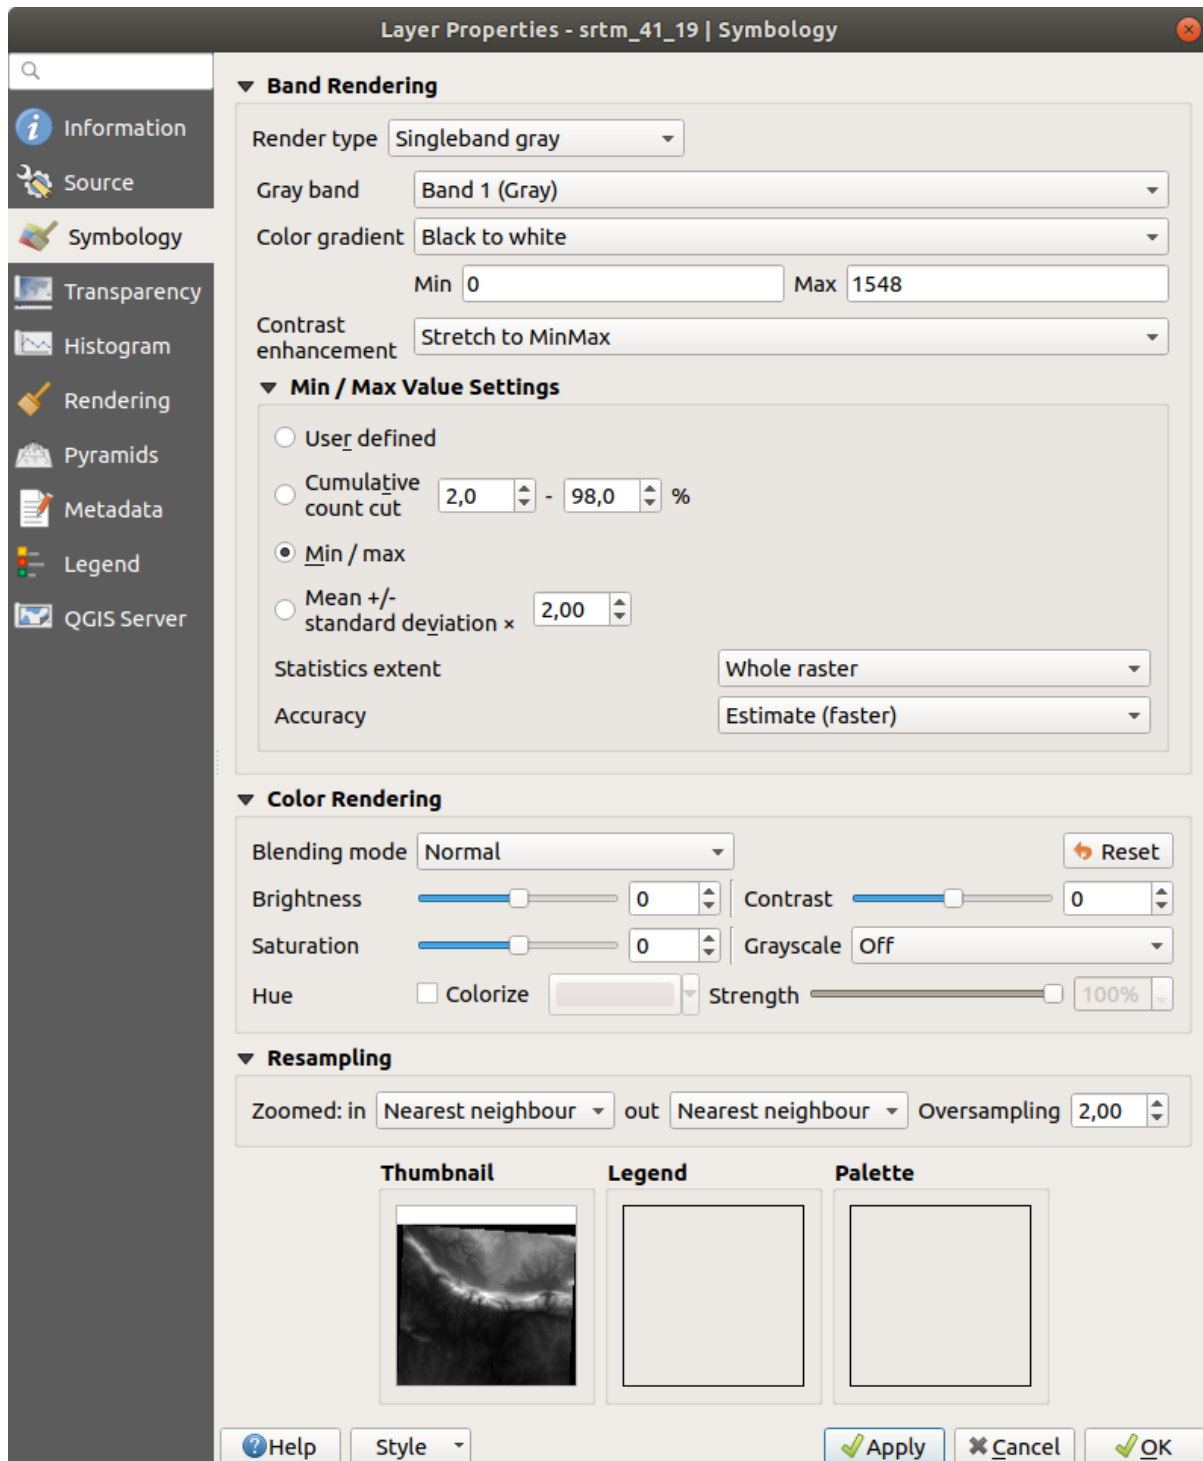 Layer Properties - srtm_41_19 | Symbology
Information
Source
Symbology
Transparency
Histogram
Rendering
Pyramids
Metadata
Legend
QGIS Server
Band Rendering
Render type Singleband gray
Gray band Band 1 (Gray)
Color gradient Black to white
Min 0 Max 1548
Contrast
enhancement Stretch to MinMax
Min / Max Value Settings
User defined
Cumulative
count cut 2,0 - 98,0 %
Min / max
Mean +/-
standard deviation × 2,00
Statistics extent Whole raster
Accuracy Estimate (faster)
Color Rendering
Blending mode Normal Reset
Brightness 0 Contrast 0
Saturation 0 Grayscale Off
Hue Colorize Strength 100%
Resampling
Zoomed: in Nearest neighbour out Nearest neighbour Oversampling 2,00
Thumbnail Legend Palette
Help Style Apply Cancel OK